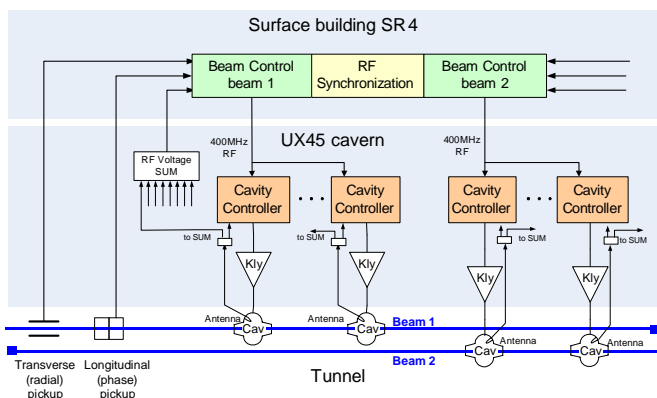 Surface building SR4
Beam Control
beam 1
RF
Synchronization
Beam Control
beam 2
UX45 cavern
400MHz
RF
400MHz
RF
RF Voltage
SUM
Cavity
Controller
Cavity
Controller
Cavity
Controller
Cavity
Controller
to SUM
to SUM
to SUM
to SUM
Kly
Kly
Kly
Kly
Antenna
Antenna
Cav
Cav
Beam 1
Antenna
Antenna
Cav
Cav
Beam 2
Transverse
(radial)
pickup
Longitudinal
(phase)
pickup
Tunnel